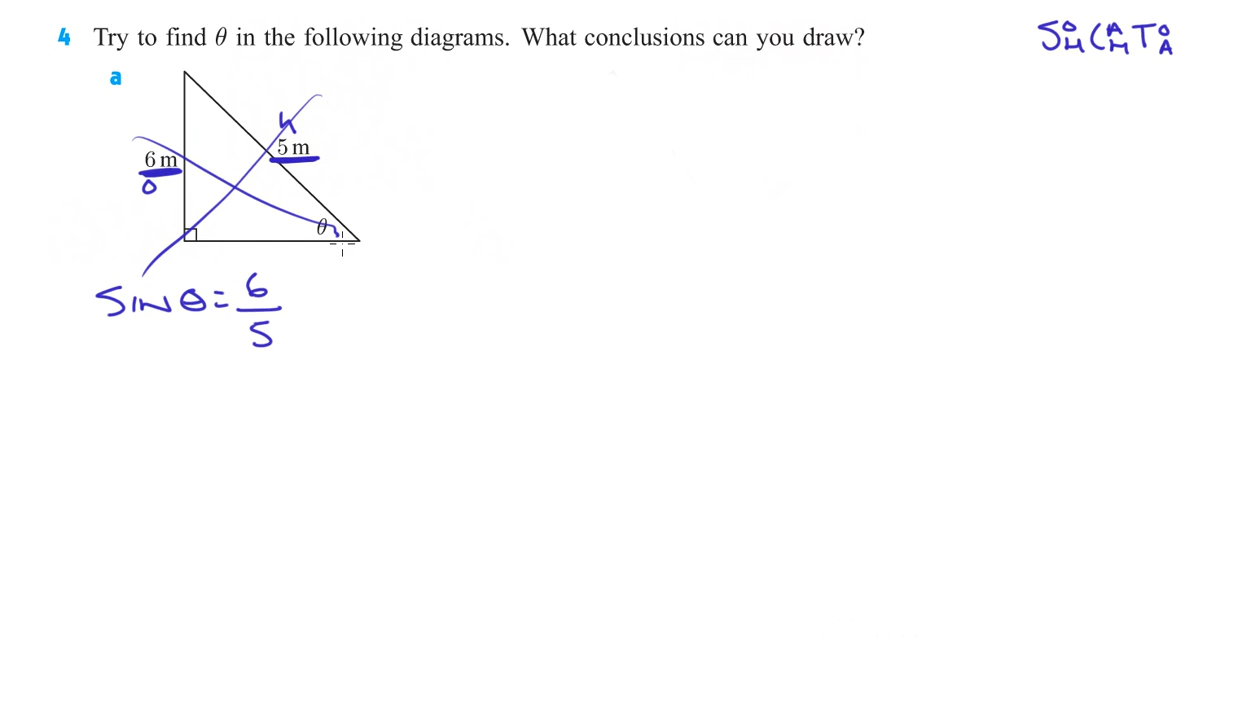 4 Try to find θ in the following diagrams. What conclusions can you draw?
SOH CAH TOA
a
H
5 m
6 m
O
θ
SIN θ = 6/5